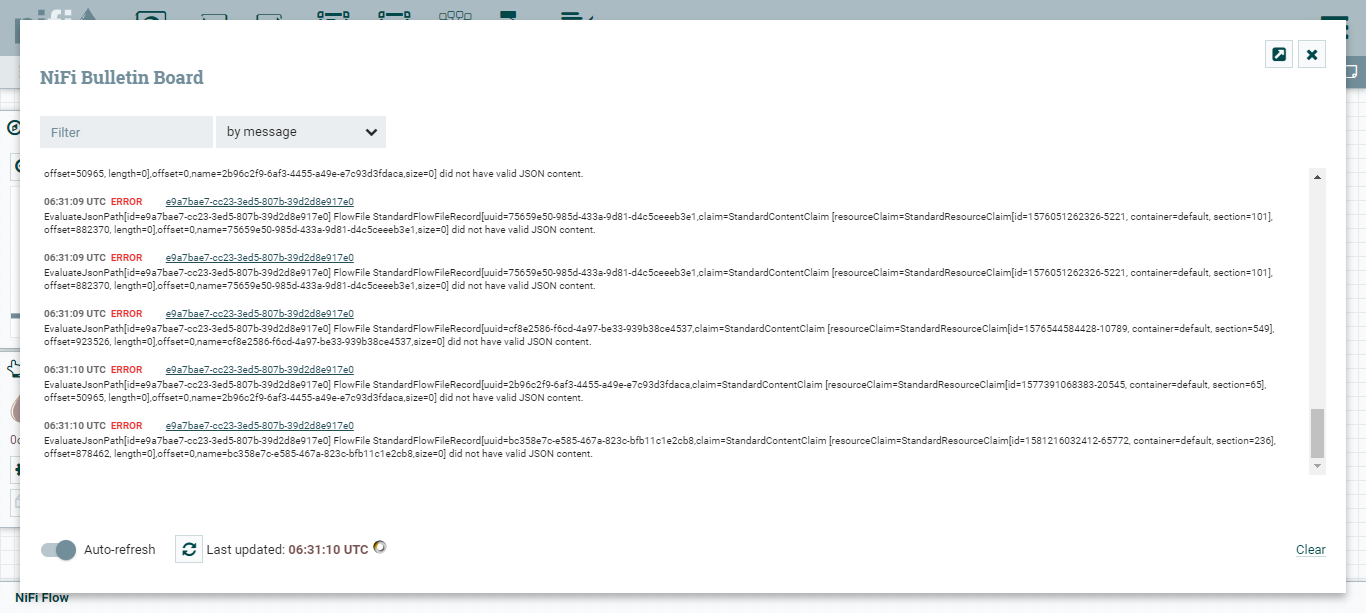 NiFi Bulletin Board
Filter
by message
offset=50965, length=0],offset=0,name=2b96c2f9-6af3-4455-a49e-e7c93d3fdaca,size=0] did not have valid JSON content.
06:31:09 UTC ERROR e9a7bae7-cc23-3ed5-807b-39d2d8e917e0
EvaluateJsonPath[id=e9a7bae7-cc23-3ed5-807b-39d2d8e917e0] FlowFile StandardFlowFileRecord[uuid=75659e50-985d-433a-9d81-d4c5ceeeb3e1,claim=StandardContentClaim [resourceClaim=StandardResourceClaim[id=1576051262326-5221, container=default, section=101],
offset=882370, length=0],offset=0,name=75659e50-985d-433a-9d81-d4c5ceeeb3e1,size=0] did not have valid JSON content.
06:31:09 UTC ERROR e9a7bae7-cc23-3ed5-807b-39d2d8e917e0
EvaluateJsonPath[id=e9a7bae7-cc23-3ed5-807b-39d2d8e917e0] FlowFile StandardFlowFileRecord[uuid=75659e50-985d-433a-9d81-d4c5ceeeb3e1,claim=StandardContentClaim [resourceClaim=StandardResourceClaim[id=1576051262326-5221, container=default, section=101],
offset=882370, length=0],offset=0,name=75659e50-985d-433a-9d81-d4c5ceeeb3e1,size=0] did not have valid JSON content.
06:31:09 UTC ERROR e9a7bae7-cc23-3ed5-807b-39d2d8e917e0
EvaluateJsonPath[id=e9a7bae7-cc23-3ed5-807b-39d2d8e917e0] FlowFile StandardFlowFileRecord[uuid=cf8e2586-f6cd-4a97-be33-939b38ce4537,claim=StandardContentClaim [resourceClaim=StandardResourceClaim[id=1576544584428-10789, container=default, section=549],
offset=923526, length=0],offset=0,name=cf8e2586-f6cd-4a97-be33-939b38ce4537,size=0] did not have valid JSON content.
06:31:10 UTC ERROR e9a7bae7-cc23-3ed5-807b-39d2d8e917e0
EvaluateJsonPath[id=e9a7bae7-cc23-3ed5-807b-39d2d8e917e0] FlowFile StandardFlowFileRecord[uuid=2b96c2f9-6af3-4455-a49e-e7c93d3fdaca,claim=StandardContentClaim [resourceClaim=StandardResourceClaim[id=1577391068383-20545, container=default, section=65],
offset=50965, length=0],offset=0,name=2b96c2f9-6af3-4455-a49e-e7c93d3fdaca,size=0] did not have valid JSON content.
06:31:10 UTC ERROR e9a7bae7-cc23-3ed5-807b-39d2d8e917e0
EvaluateJsonPath[id=e9a7bae7-cc23-3ed5-807b-39d2d8e917e0] FlowFile StandardFlowFileRecord[uuid=bc358e7c-e585-467a-823c-bfb11c1e2cb8,claim=StandardContentClaim [resourceClaim=StandardResourceClaim[id=1581216032412-65772, container=default, section=236],
offset=878462, length=0],offset=0,name=bc358e7c-e585-467a-823c-bfb11c1e2cb8,size=0] did not have valid JSON content.
Auto-refresh
Last updated: 06:31:10 UTC
Clear
NiFi Flow